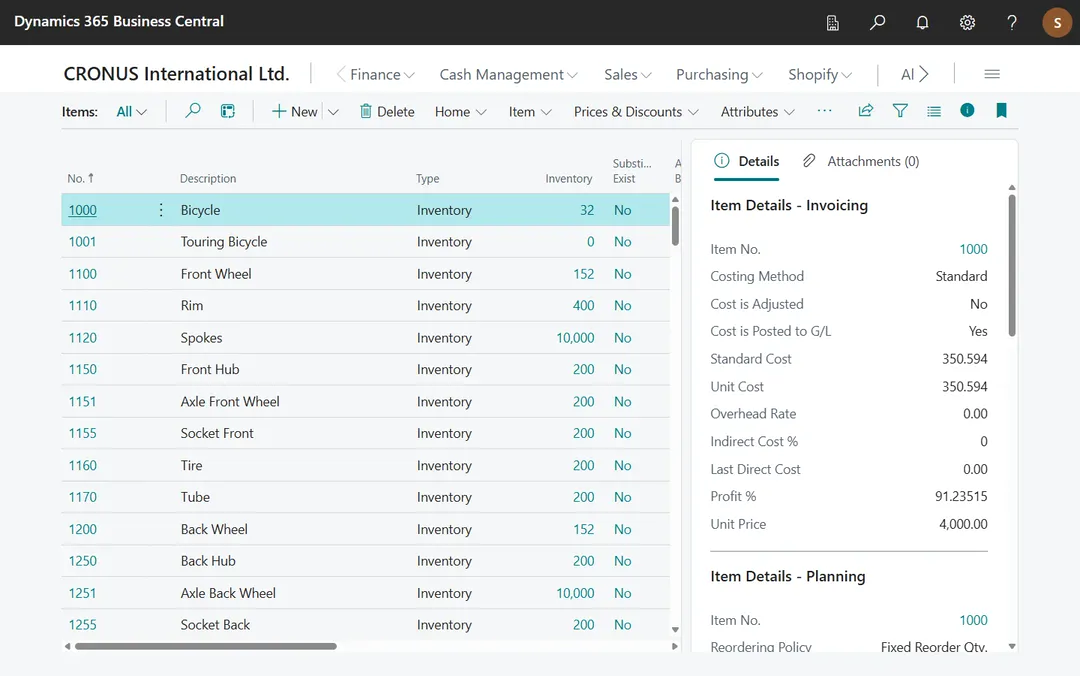 Dynamics 365 Business Central
S
CRONUS International Ltd.
Finance Cash Management Sales Purchasing Shopify Al
Items: All New Delete Home Item Prices & Discounts Attributes ...
No. ↑ Description Type Inventory Substi... Exist A B
1000 Bicycle Inventory 32 No
1001 Touring Bicycle Inventory 0 No
1100 Front Wheel Inventory 152 No
1110 Rim Inventory 400 No
1120 Spokes Inventory 10,000 No
1150 Front Hub Inventory 200 No
1151 Axle Front Wheel Inventory 200 No
1155 Socket Front Inventory 200 No
1160 Tire Inventory 200 No
1170 Tube Inventory 200 No
1200 Back Wheel Inventory 152 No
1250 Back Hub Inventory 200 No
1251 Axle Back Wheel Inventory 10,000 No
1255 Socket Back Inventory 200 No
Details Attachments (0)
Item Details - Invoicing
Item No. 1000
Costing Method Standard
Cost is Adjusted No
Cost is Posted to G/L Yes
Standard Cost 350.594
Unit Cost 350.594
Overhead Rate 0.00
Indirect Cost % 0
Last Direct Cost 0.00
Profit % 91.23515
Unit Price 4,000.00
Item Details - Planning
Item No. 1000
Reordering Policy Fixed Reorder Qty.